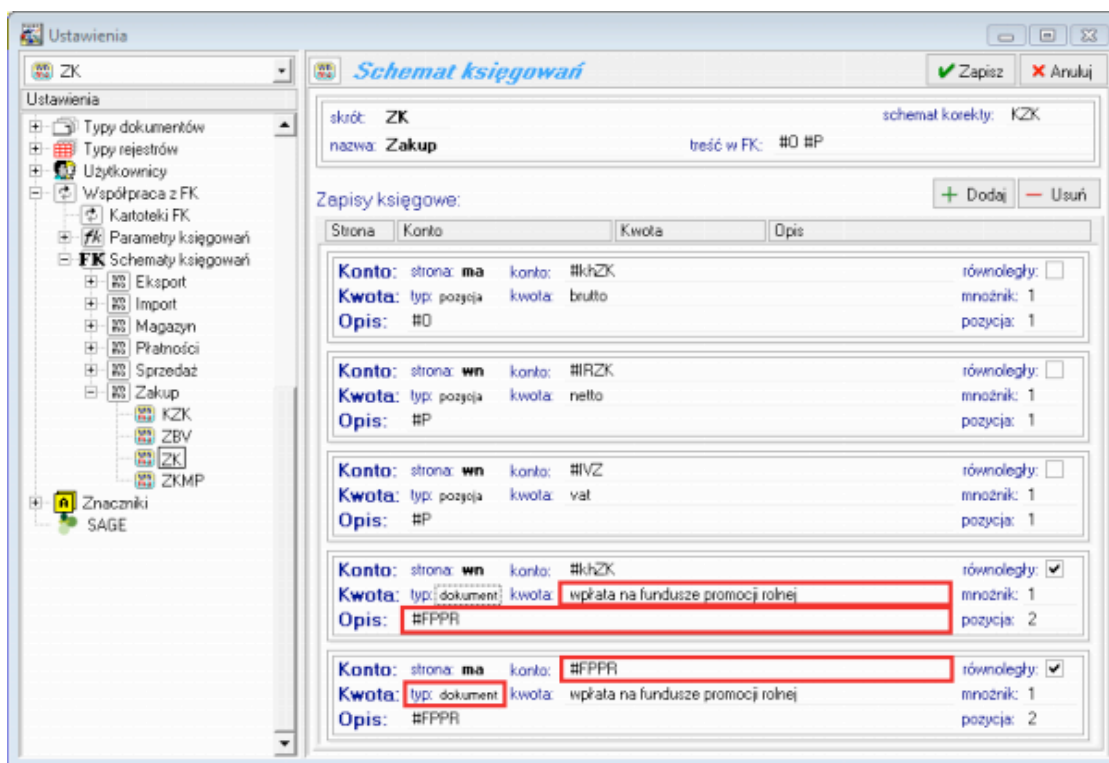 Ustawienia
ZK
Schemat księgowań
Zapisz
Anuluj
Ustawienia
Typy dokumentów
Typy rejestrów
Użytkownicy
Współpraca z FK
Kartoteki FK
fk Parametry księgowań
FK Schematy księgowań
Eksport
Import
Magazyn
Płatności
Sprzedaż
Zakup
KZK
ZBV
ZK
ZKMP
A Znaczniki
SAGE
skrót: ZK schemat korekty: KZK
nazwa: Zakup treść w FK: #O #P
Zapisy księgowe: Dodaj Usuń
Strona Konto Kwota Opis
Konto: strona: ma konto: #khZK równoległy:
Kwota: typ: pozycja kwota: brutto mnożnik: 1
Opis: #O pozycja: 1
Konto: strona: wn konto: #IRZK równoległy:
Kwota: typ: pozycja kwota: netto mnożnik: 1
Opis: #P pozycja: 1
Konto: strona: wn konto: #IVZ równoległy:
Kwota: typ: pozycja kwota: vat mnożnik: 1
Opis: #P pozycja: 1
Konto: strona: wn konto: #khZK równoległy:
Kwota: typ: dokument kwota: wpłata na fundusze promocji rolnej mnożnik: 1
Opis: #FPPR pozycja: 2
Konto: strona: ma konto: #FPPR równoległy:
Kwota: typ: dokument kwota: wpłata na fundusze promocji rolnej mnożnik: 1
Opis: #FPPR pozycja: 2